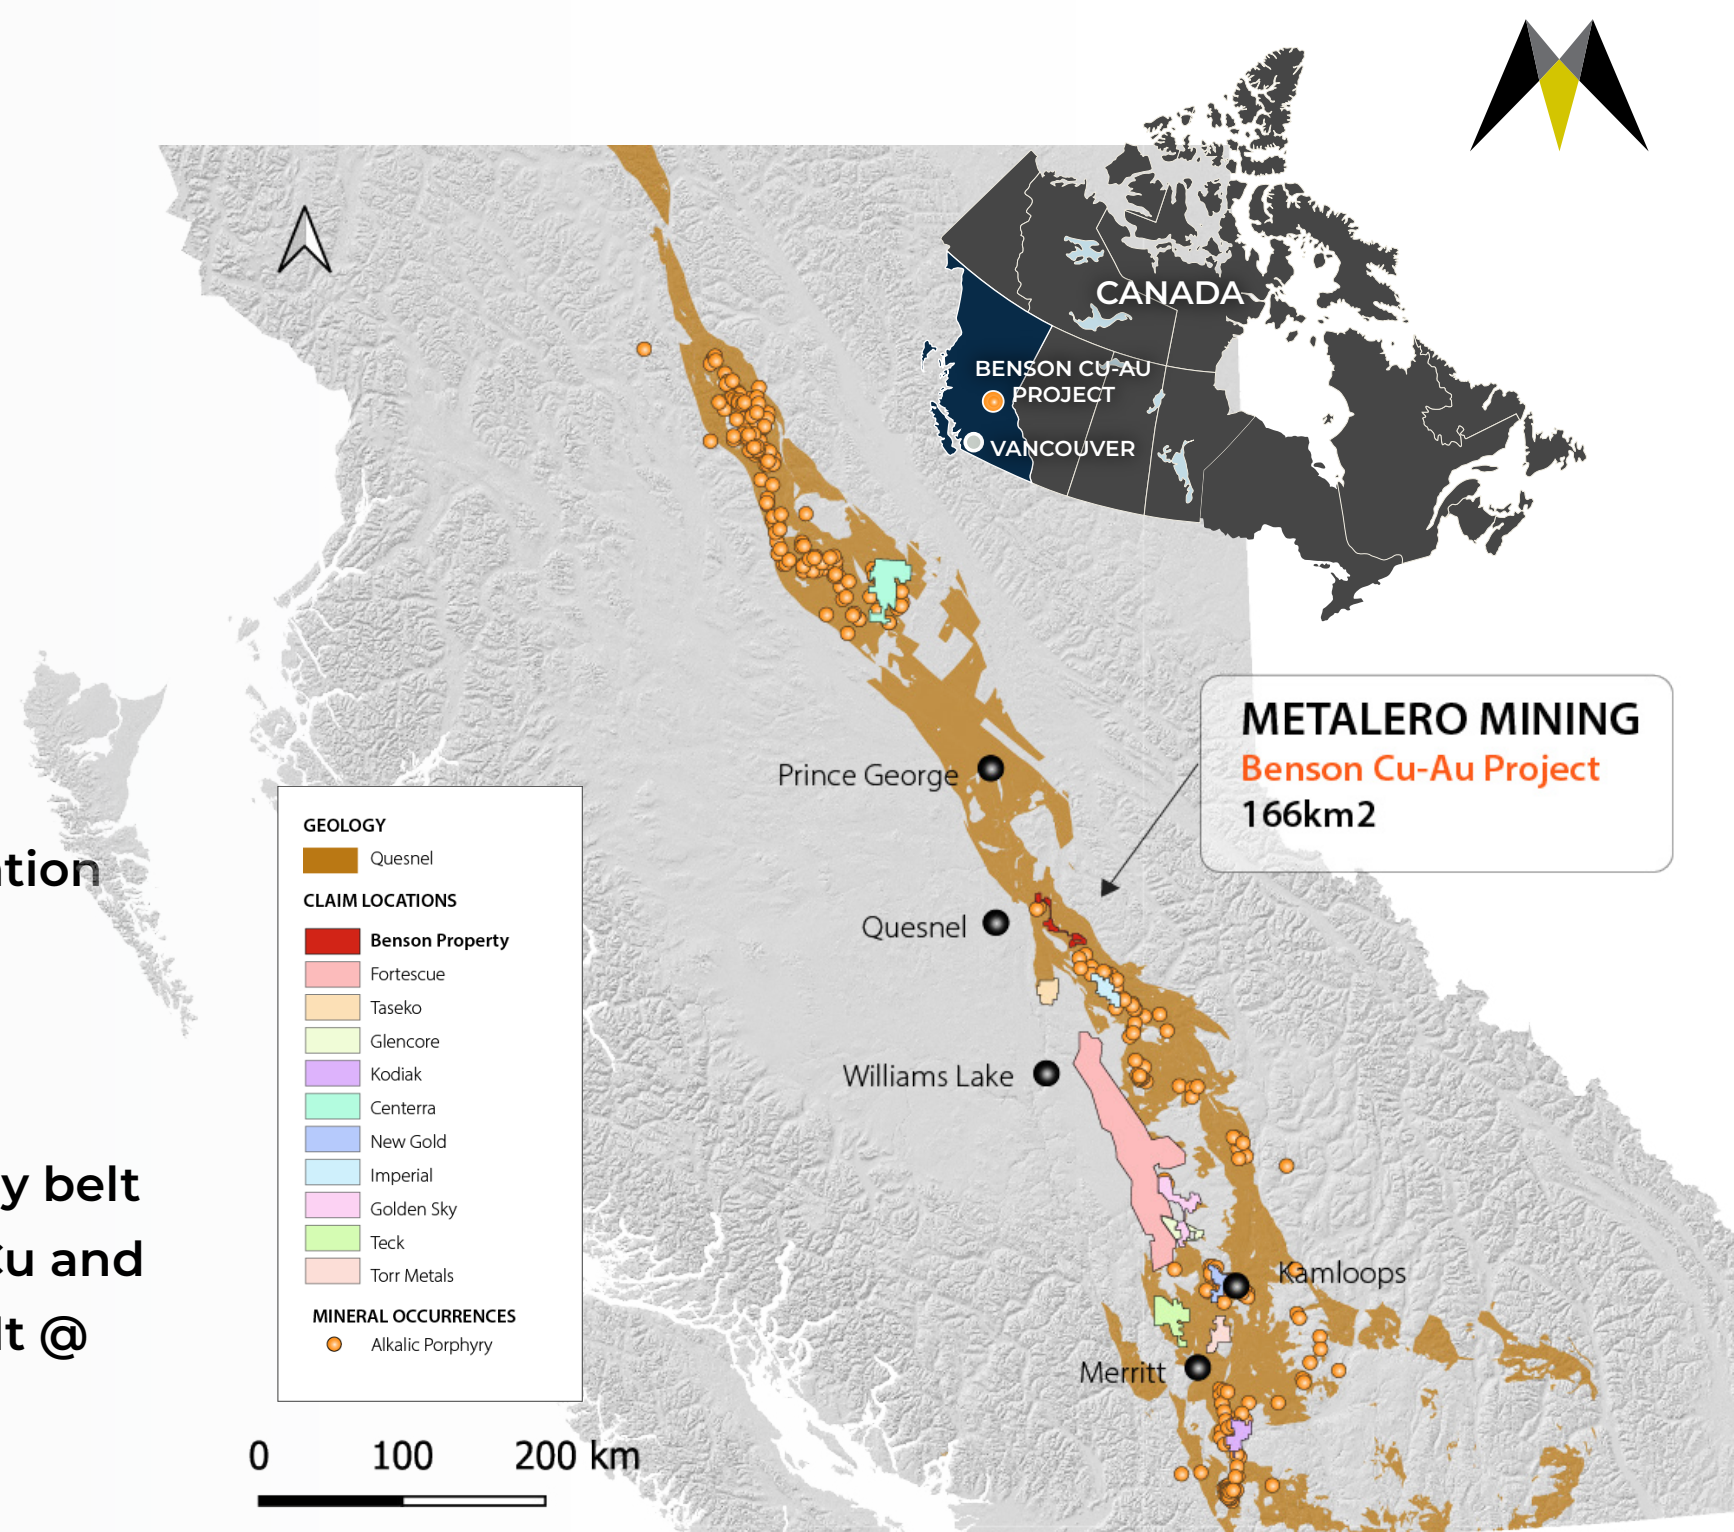 CANADA
BENSON CU-AU
PROJECT
VANCOUVER
METALERO MINING
Benson Cu-Au Project
166km2
Prince George
Quesnel
Williams Lake
Kamloops
Merritt
GEOLOGY
Quesnel
CLAIM LOCATIONS
Benson Property
Fortescue
Taseko
Glencore
Kodiak
Centerra
New Gold
Imperial
Golden Sky
Teck
Torr Metals
MINERAL OCCURRENCES
Alkalic Porphyry
0 100 200 km
tion
y belt
Cu and
lt @